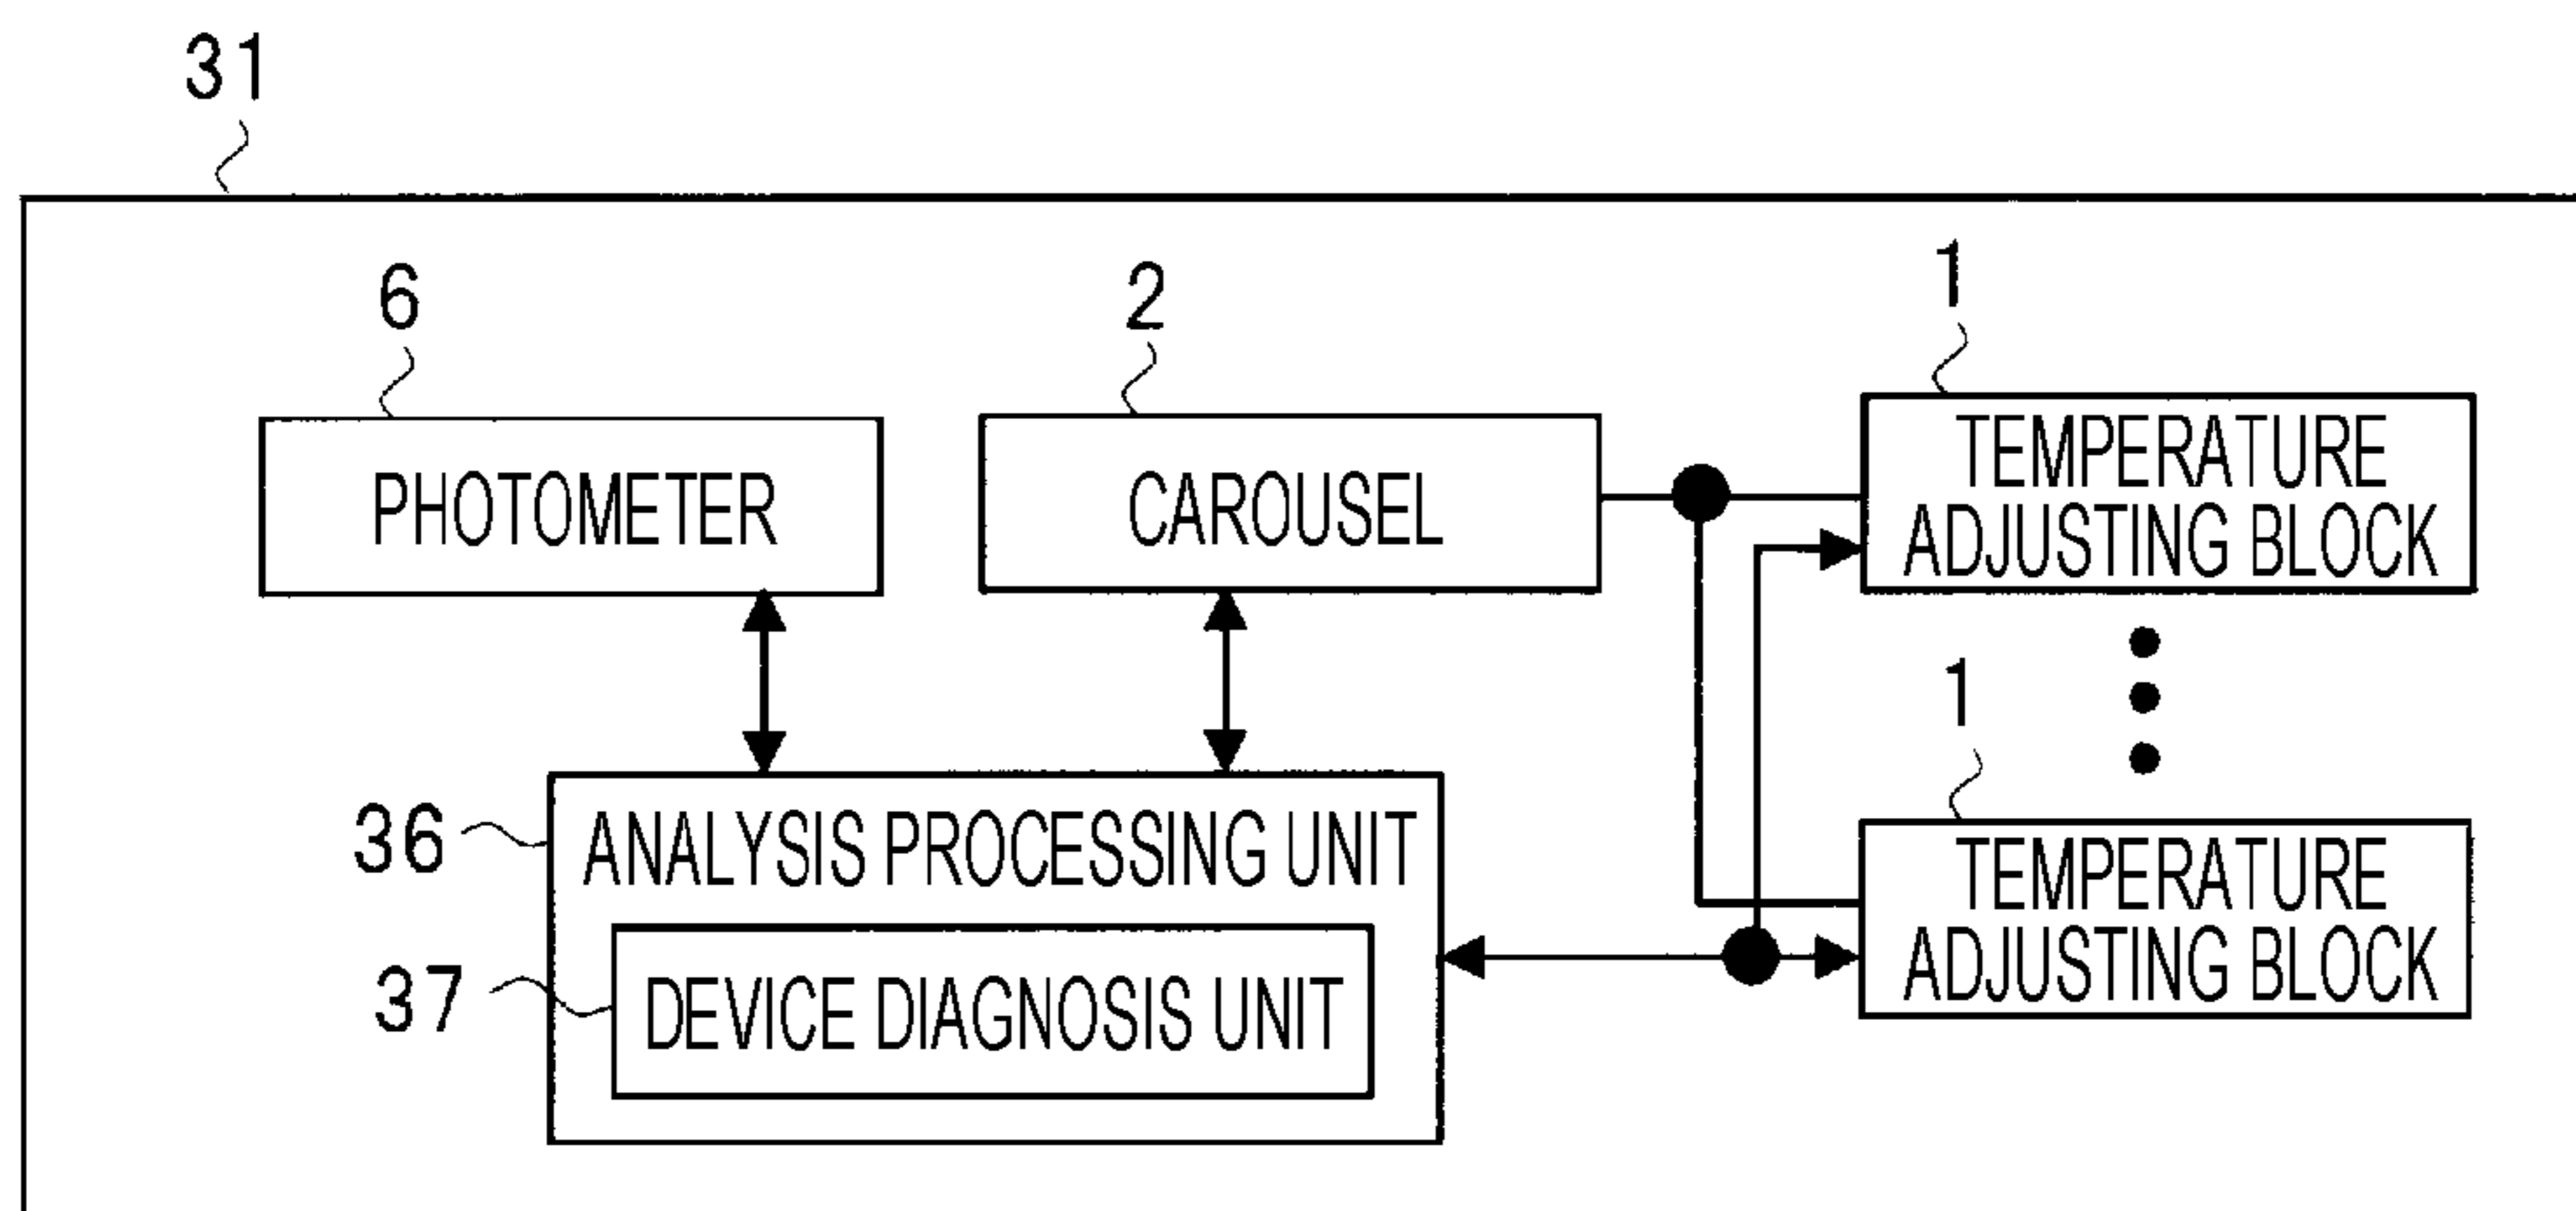 31
6
2
1
PHOTOMETER
CAROUSEL
TEMPERATURE
ADJUSTING BLOCK
1
36
ANALYSIS PROCESSING UNIT
TEMPERATURE
ADJUSTING BLOCK
37
DEVICE DIAGNOSIS UNIT